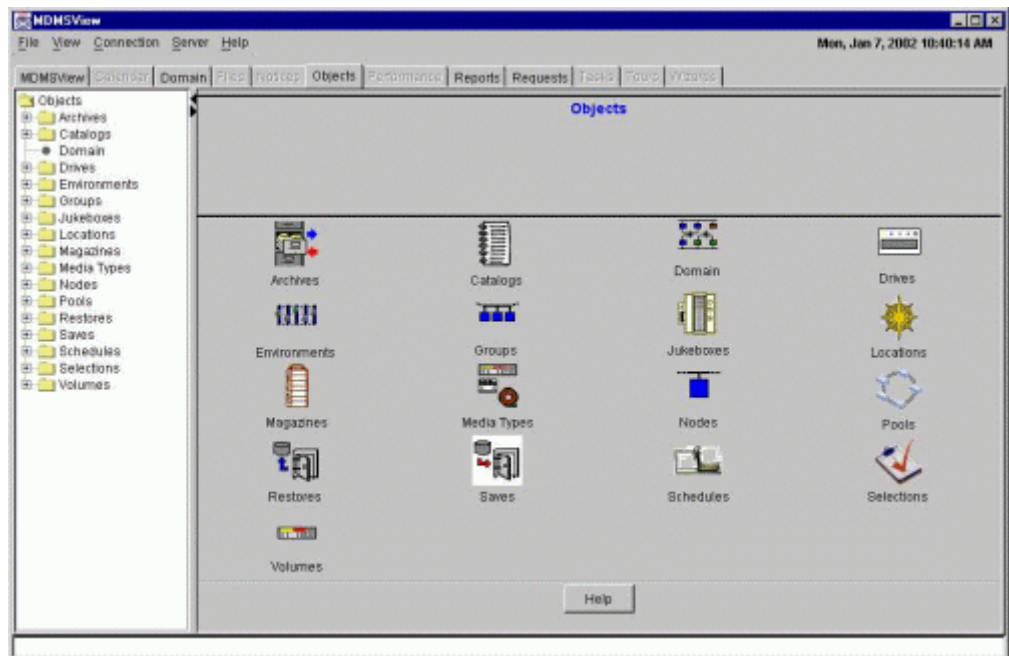 MDMSView
File View Connection Server Help
Mon, Jan 7, 2002 10:40:14 AM
MDMSView Calendar Domain Files Notices Objects Performance Reports Requests Tasks Tours Wizards
Objects
Archives
Catalogs
Domain
Drives
Environments
Groups
Jukeboxes
Locations
Magazines
Media Types
Nodes
Pools
Restores
Saves
Schedules
Selections
Volumes
Objects
Archives Catalogs Domain Drives
Environments Groups Jukeboxes Locations
Magazines Media Types Nodes Pools
Restores Saves Schedules Selections
Volumes
Help